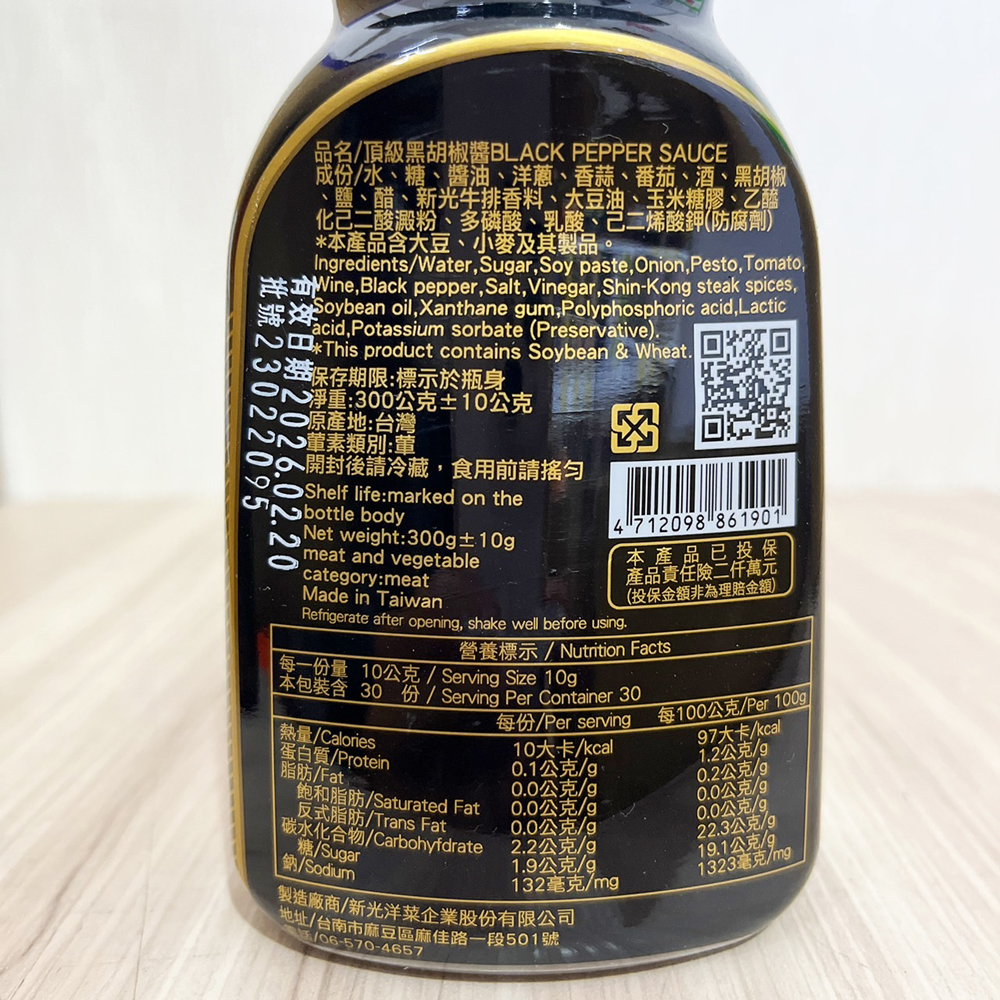 品名/頂級黑胡椒醬BLACK PEPPER SAUCE
成份/水、糖、醬油、洋蔥、香蒜、番茄、酒、黑胡椒
、鹽、醋、新光牛排香料、大豆油、玉米糖膠、乙醯
化己二酸澱粉、多磷酸、乳酸、己二烯酸鉀(防腐劑)
*本產品含大豆、小麥及其製品。
Ingredients/Water,Sugar,Soy paste,Onion,Pesto,Tomato,
Wine,Black pepper,Salt,Vinegar,Shin-Kong steak spices,
Soybean oil,Xanthane gum,Polyphosphoric acid,Lactic
acid,Potassium sorbate (Preservative).
*This product contains Soybean & Wheat.
有效日期2026.02.20
批號23022095
保存期限:標示於瓶身
淨重:300公克±10公克
原產地:台灣
葷素類別:葷
開封後請冷藏，食用前請搖勻
Shelf life:marked on the
bottle body
Net weight:300g±10g
meat and vegetable
category:meat
Made in Taiwan
Refrigerate after opening, shake well before using.
4 712098 861901
本產品已投保
產品責任險二仟萬元
(投保金額非為理賠金額)
營養標示 / Nutrition Facts
每一份量 10公克 / Serving Size 10g
本包裝含 30 份 / Serving Per Container 30
每份/Per serving 每100公克/Per 100g
熱量/Calories 10大卡/kcal 97大卡/kcal
蛋白質/Protein 0.1公克/g 1.2公克/g
脂肪/Fat 0.0公克/g 0.2公克/g
飽和脂肪/Saturated Fat 0.0公克/g 0.0公克/g
反式脂肪/Trans Fat 0.0公克/g 0.0公克/g
碳水化合物/Carbohyfdrate 2.2公克/g 22.3公克/g
糖/Sugar 1.9公克/g 19.1公克/g
鈉/Sodium 132毫克/mg 1323毫克/mg
製造廠商/新光洋菜企業股份有限公司
地址/台南市麻豆區麻佳路一段501號
電話/06-570-4657